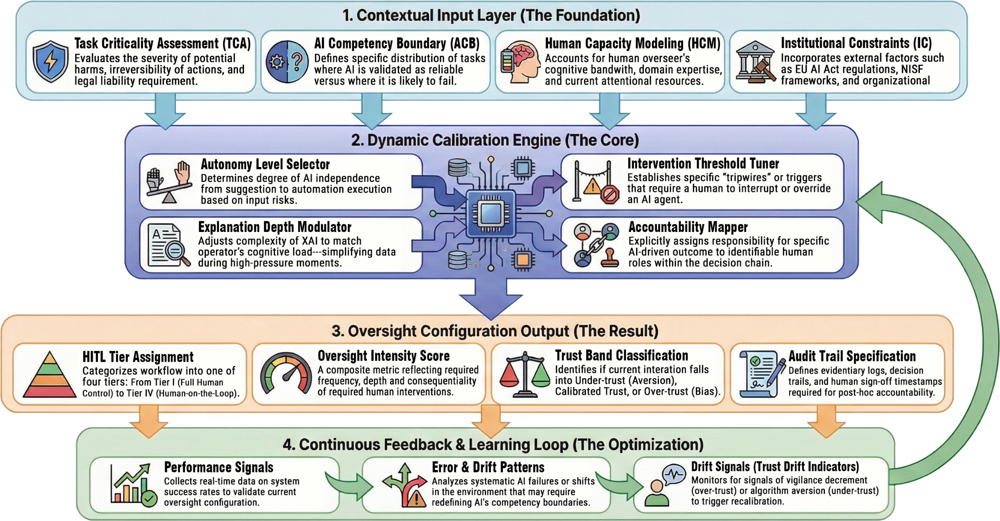 1. Contextual Input Layer (The Foundation)
Task Criticality Assessment (TCA)
Evaluates the severity of potential
harms, irreversibility of actions, and
legal liability requirement.
AI Competency Boundary (ACB)
Defines specific distribution of tasks
where AI is validated as reliable
versus where it is likely to fail.
Human Capacity Modeling (HCM)
Accounts for human overseer's
cognitive bandwith, domain expertise,
and current attentional resources.
Institutional Constraints (IC)
Incorporates external factors such
as EU AI Act regulations, NISF
frameworks, and organizational
2. Dynamic Calibration Engine (The Core)
Autonomy Level Selector
Determines degree of AI independence
from suggestion to automation execution
based on input risks.
Intervention Threshold Tuner
Establishes specific “tripwires” or triggers
that require a human to interrupt or override
an AI agent.
Explanation Depth Modulator
Adjusts complexity of XAI to match
operator’s cognitive load---simplifying data
during high-pressure moments.
Accountability Mapper
Explicitly assigns responsibility for specific
AI-driven outcome to identifiable human
roles within the decision chain.
3. Oversight Configuration Output (The Result)
HITL Tier Assignment
Categorizes workflow into one of
four tiers: From Tier I (Full Human
Control) to Tier IV (Human-on-the-Loop).
Oversight Intensity Score
A composite metric reflecting required
frequency, depth and consequentiality
of required human interventions.
Trust Band Classification
Identifies if current interation falls
into Under-trust (Aversion),
Calibrated Trust, or Over-trust (Bias).
Audit Trail Specification
Defines evidentiary logs, decision
trails, and human sign-off timestamps
required for post-hoc accountability.
4. Continuous Feedback & Learning Loop (The Optimization)
Performance Signals
Collects real-time data on system
success rates to validate current
oversight configuration.
Error & Drift Patterns
Analyzes systematic AI failures or shifts
in the environment that may require
redefining AI's competency boundaries.
Drift Signals (Trust Drift Indicators)
Monitors for signals of vigilance decrement
(over-trust) or algorithm aversion (under-trust)
to trigger recalibration.